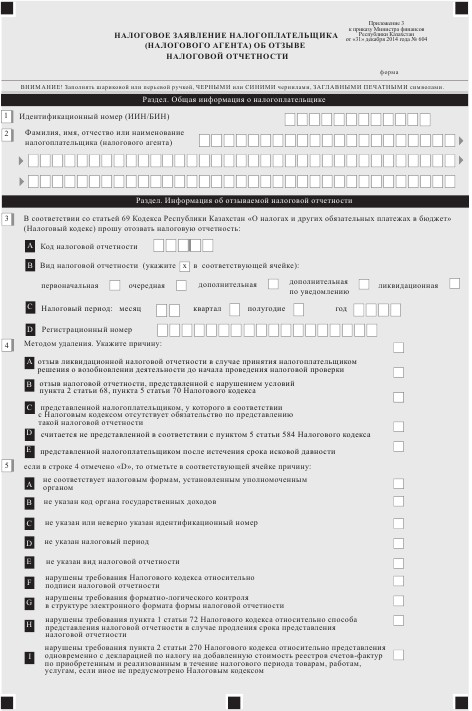 Приложение 3
к приказу Министра финансов
Республики Казахстан
от «31» декабря 2014 года № 604
НАЛОГОВОЕ ЗАЯВЛЕНИЕ НАЛОГОПЛАТЕЛЬЩИКА
(НАЛОГОВОГО АГЕНТА) ОБ ОТЗЫВЕ
НАЛОГОВОЙ ОТЧЕТНОСТИ
форма
ВНИМАНИЕ! Заполнять шариковой или перьевой ручкой, ЧЕРНЫМИ или СИНИМИ чернилами, ЗАГЛАВНЫМИ ПЕЧАТНЫМИ символами.
Раздел. Общая информация о налогоплательщике
1 Идентификационный номер (ИИН/БИН)
2 Фамилия, имя, отчество или наименование
налогоплательщика (налогового агента)
Раздел. Информация об отзываемой налоговой отчетности
3 В соответствии со статьей 69 Кодекса Республики Казахстан «О налогах и других обязательных платежах в бюджет»
(Налоговый кодекс) прошу отозвать налоговую отчетность:
A Код налоговой отчетности
B Вид налоговой отчетности (укажите x в соответствующей ячейке):
первоначальная очередная дополнительная дополнительная по уведомлению ликвидационная
C Налоговый период: месяц квартал полугодие год
D Регистрационный номер
4 Методом удаления. Укажите причину:
A отзыв ликвидационной налоговой отчетности в случае принятия налогоплательщиком
решения о возобновлении деятельности до начала проведения налоговой проверки
B отзыв налоговой отчетности, представленной с нарушением условий
пункта 2 статьи 68, пункта 5 статьи 70 Налогового кодекса
C представленной налогоплательщиком, у которого в соответствии
с Налоговым кодексом отсутствует обязательство по представлению
такой налоговой отчетности
D считается не представленной в соответствии с пунктом 5 статьи 584 Налогового кодекса
E представленной налогоплательщиком после истечения срока исковой давности
5 если в строке 4 отмечено «D», то отметьте в соответствующей ячейке причину:
A не соответствует налоговым формам, установленным уполномоченным
органом
B не указан код органа государственных доходов
C не указан или неверно указан идентификационный номер
D не указан налоговый период
E не указан вид налоговой отчетности
F нарушены требования Налогового кодекса относительно
подписи налоговой отчетности
G нарушены требования форматно-логического контроля
в структуре электронного формата формы налоговой отчетности
H нарушены требования пункта 1 статьи 72 Налогового кодекса относительно способа
представления налоговой отчетности в случае продления срока представления
налоговой отчетности
I нарушены требования пункта 2 статьи 270 Налогового кодекса относительно представления
одновременно с декларацией по налогу на добавленную стоимость реестров счетов-фактур
по приобретенным и реализованным в течение налогового периода товарам, работам,
услугам, если иное не предусмотрено Налоговым кодексом